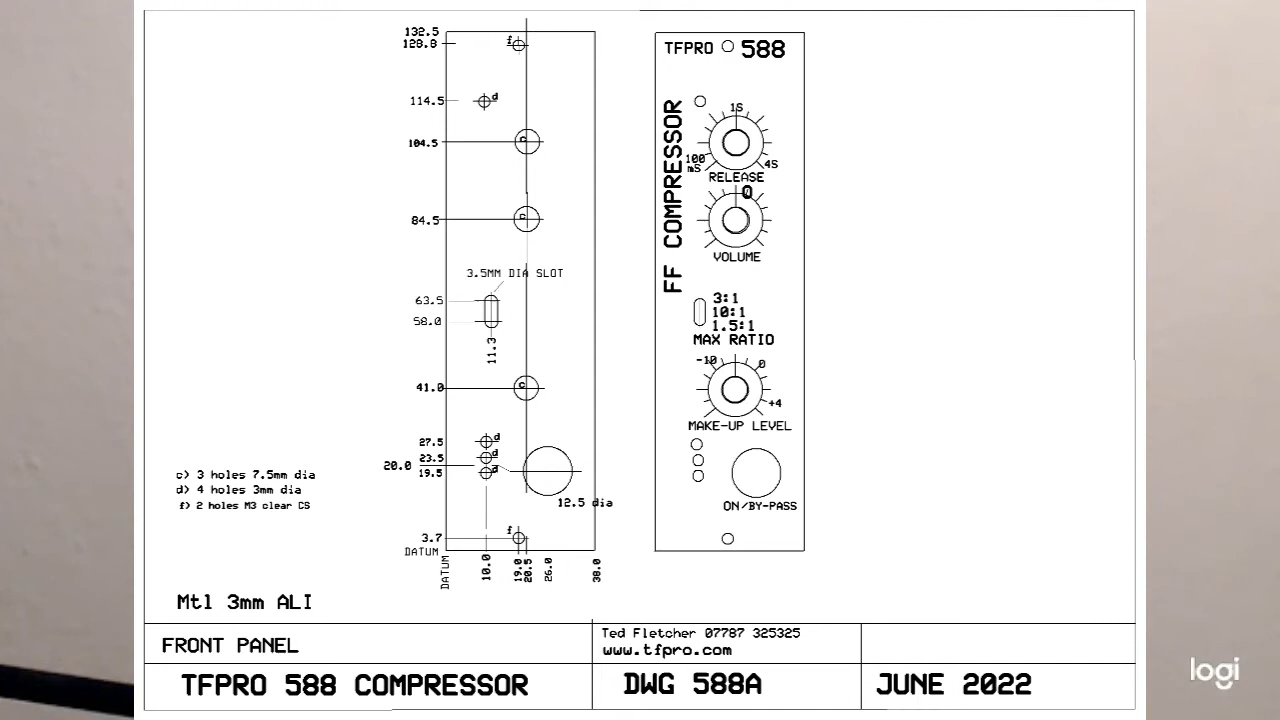 132.5
128.8
f
114.5
d
104.5
c
84.5
c
3.5MM DIA SLOT
63.5
58.0
11.3
41.0
c
27.5
d
23.5
d
20.0
19.5
d
12.5 dia
3.7
f
DATUM
DATUM
10.0
19.0
20.5
26.0
38.0
c) 3 holes 7.5mm dia
d) 4 holes 3mm dia
f) 2 holes M3 clear CS
Mtl 3mm ALI
TFPRO 588
FF COMPRESSOR
1S
100
mS
4S
RELEASE
0
VOLUME
3:1
10:1
1.5:1
MAX RATIO
-10
0
+4
MAKE-UP LEVEL
ON/BY-PASS
FRONT PANEL
Ted Fletcher 07787 325325
www.tfpro.com
TFPRO 588 COMPRESSOR
DWG 588A
JUNE 2022
logi